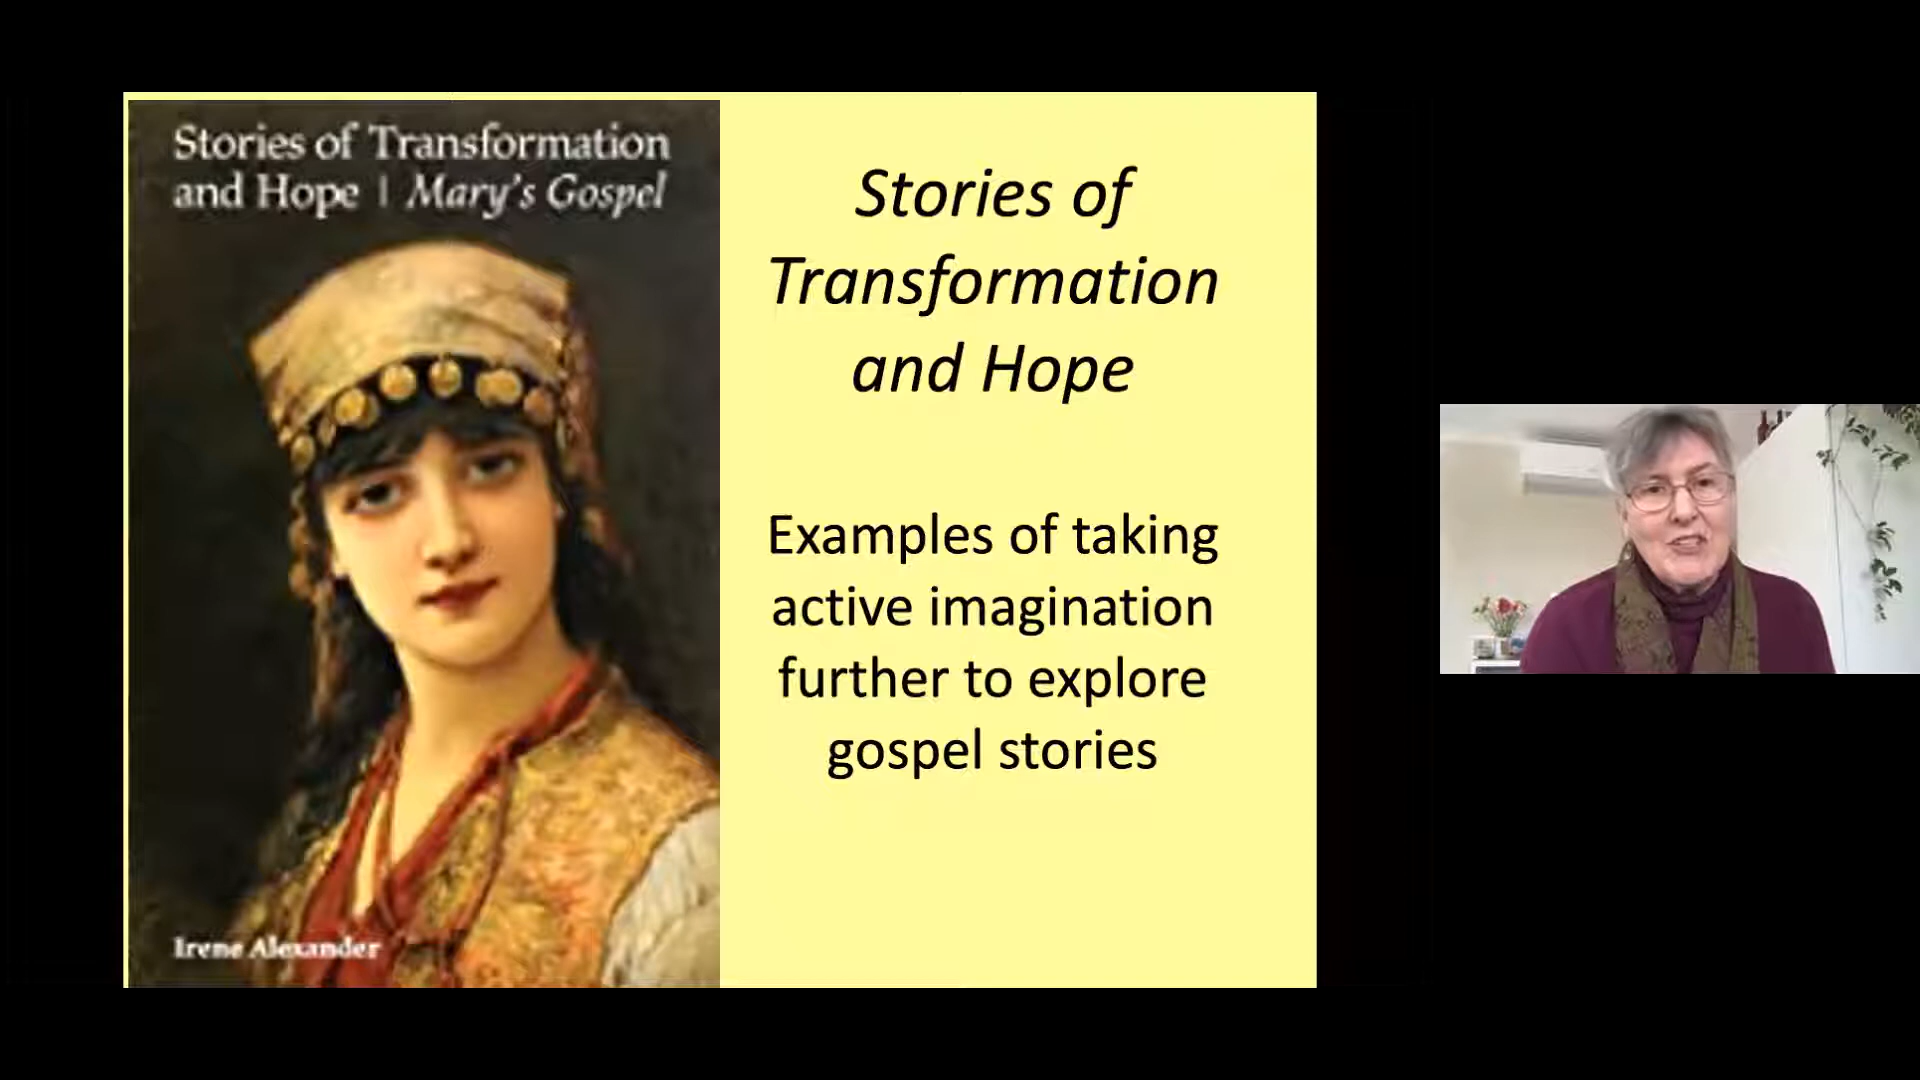 Stories of Transformation
and Hope | Mary's Gospel
Irene Alexander
Stories of
Transformation
and Hope
Examples of taking
active imagination
further to explore
gospel stories